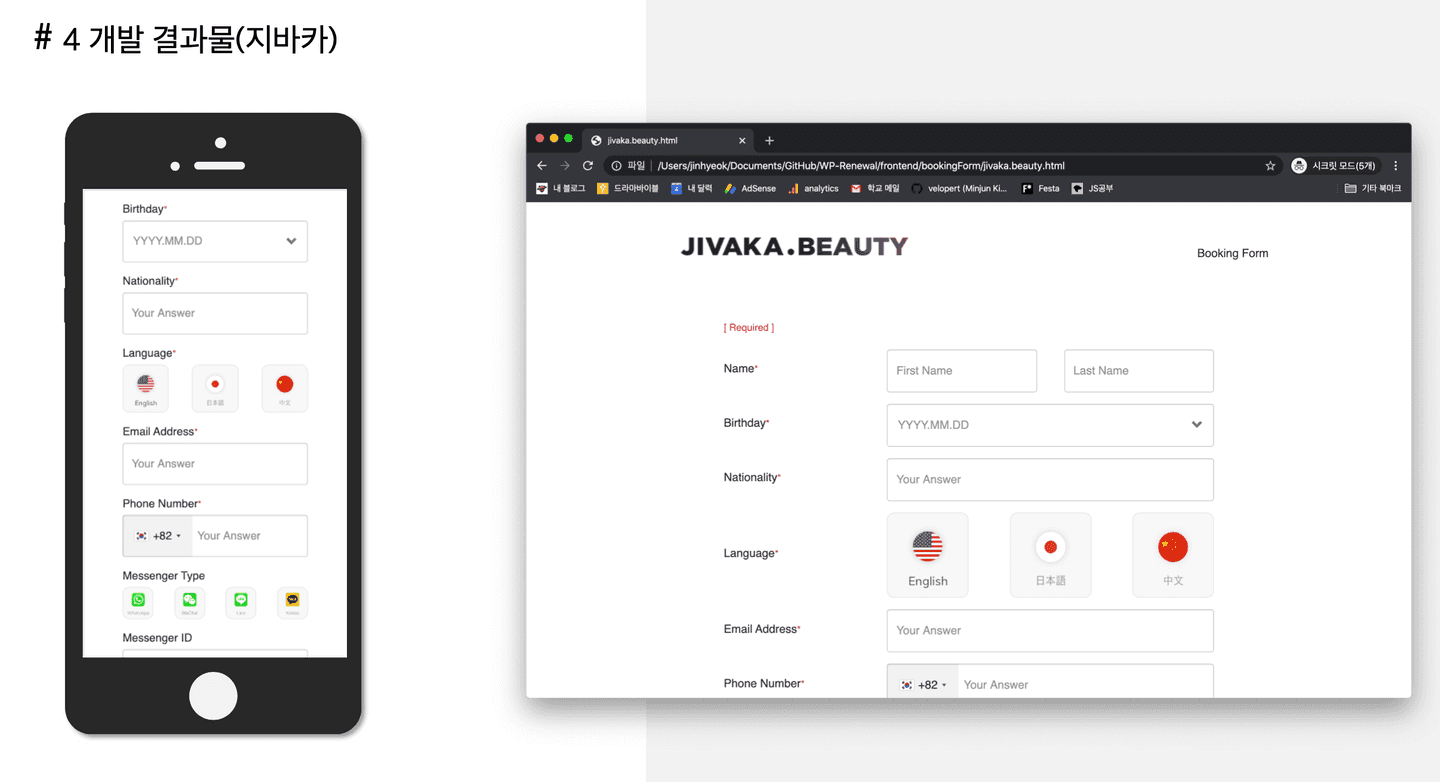 # 4 개발 결과물(지바카)
Birthday*
YYYY.MM.DD
Nationality*
Your Answer
Language*
English 日本語 中文
Email Address*
Your Answer
Phone Number*
+82 Your Answer
Messenger Type
WhatsApp WeChat Line Kakao
Messenger ID
jivaka.beauty.html
파일 /Users/jinhyeok/Documents/GitHub/WP-Renewal/frontend/bookingForm/jivaka.beauty.html 시크릿 모드(5개)
내 블로그 드라마바이블 내 달력 AdSense analytics 학교 메일 velopert (Minjun Ki... Festa JS공부 기타 북마크
JIVAKA.BEAUTY Booking Form
[ Required ]
Name* First Name Last Name
Birthday* YYYY.MM.DD
Nationality* Your Answer
Language* English 日本語 中文
Email Address* Your Answer
Phone Number* +82 Your Answer